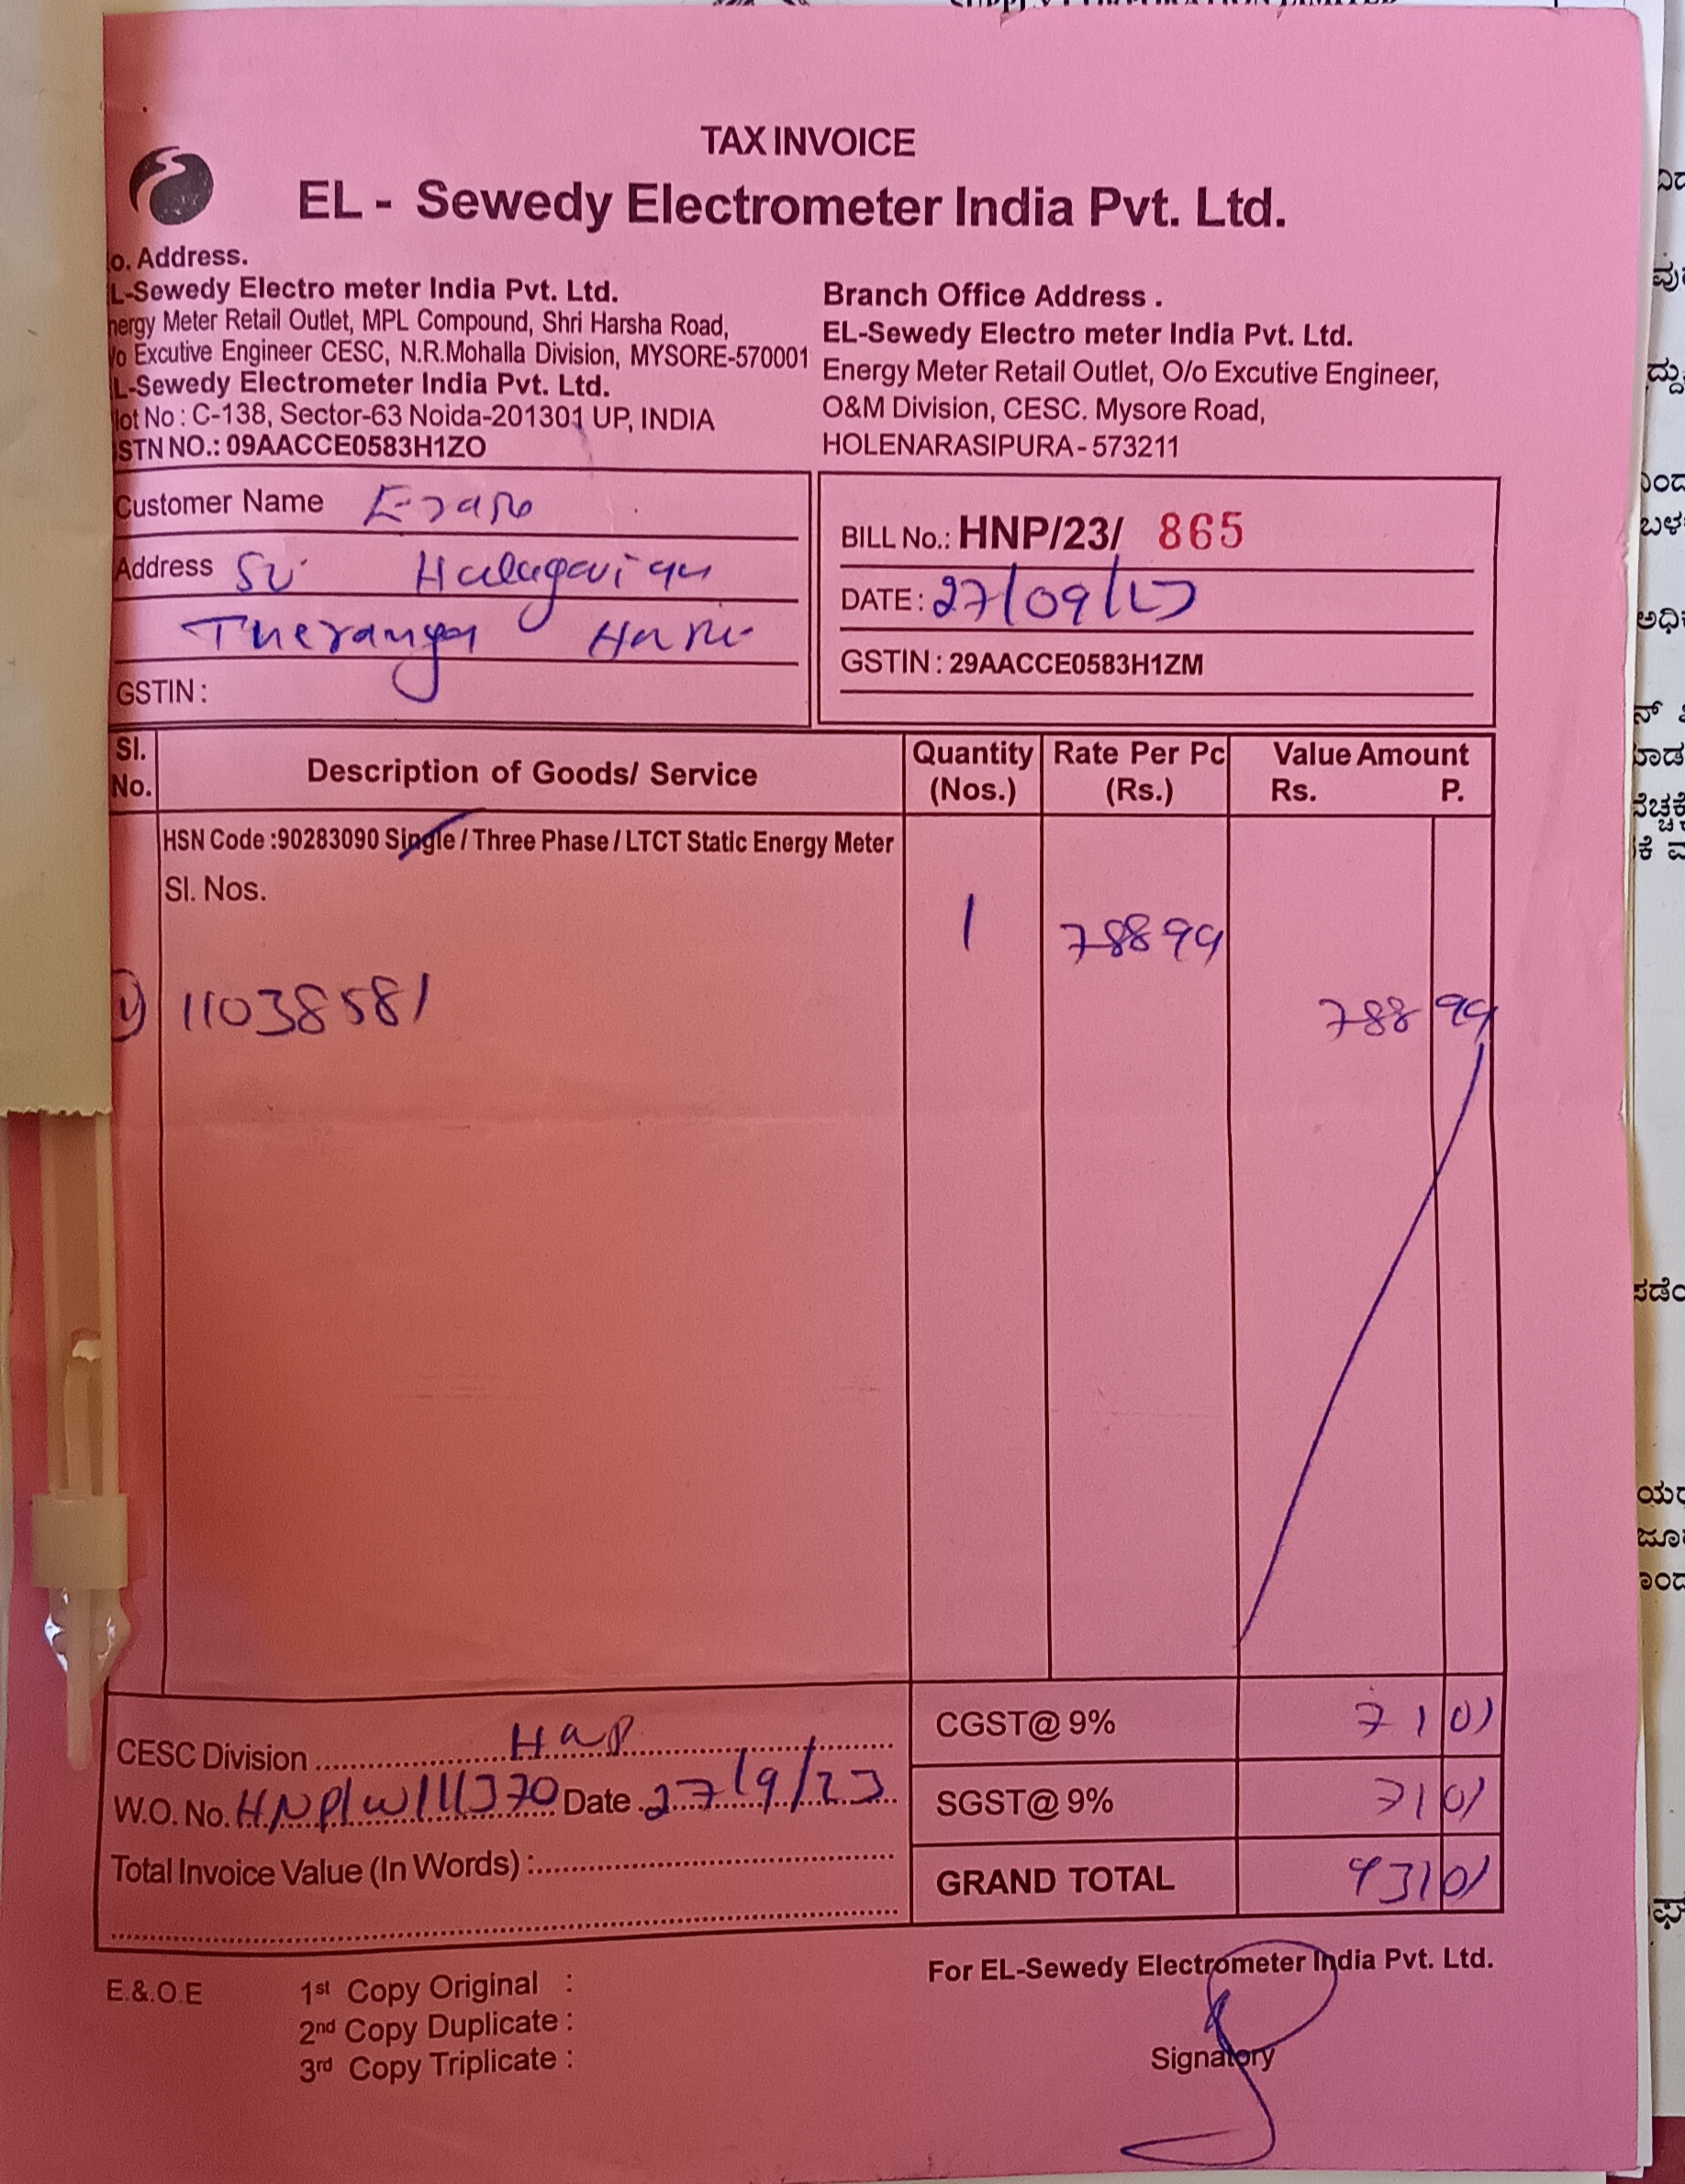 TAX INVOICE
EL - Sewedy Electrometer India Pvt. Ltd.
o. Address.
L-Sewedy Electro meter India Pvt. Ltd.
nergy Meter Retail Outlet, MPL Compound, Shri Harsha Road,
/o Excutive Engineer CESC, N.R.Mohalla Division, MYSORE-570001
L-Sewedy Electrometer India Pvt. Ltd.
lot No : C-138, Sector-63 Noida-201301 UP, INDIA
STN NO.: 09AACCE0583H1ZO
Branch Office Address .
EL-Sewedy Electro meter India Pvt. Ltd.
Energy Meter Retail Outlet, O/o Excutive Engineer,
O&M Division, CESC. Mysore Road,
HOLENARASIPURA - 573211
Customer Name
Address
GSTIN :
BILL No.: HNP/23/ 865
DATE : 27/09/23
GSTIN : 29AACCE0583H1ZM
Sl. No. Description of Goods/ Service Quantity (Nos.) Rate Per Pc (Rs.) Value Amount Rs. P.
HSN Code :90283090 Single / Three Phase / LTCT Static Energy Meter
Sl. Nos.
1 788 99
1) 11038581 788 99
CGST@ 9% 71 01
SGST@ 9% 71 01
GRAND TOTAL 931 01
CESC Division HNP
W.O. No. Date 27/9/23
Total Invoice Value (In Words) :
For EL-Sewedy Electrometer India Pvt. Ltd.
E.&.O.E
1st Copy Original :
2nd Copy Duplicate :
3rd Copy Triplicate :
Signatory